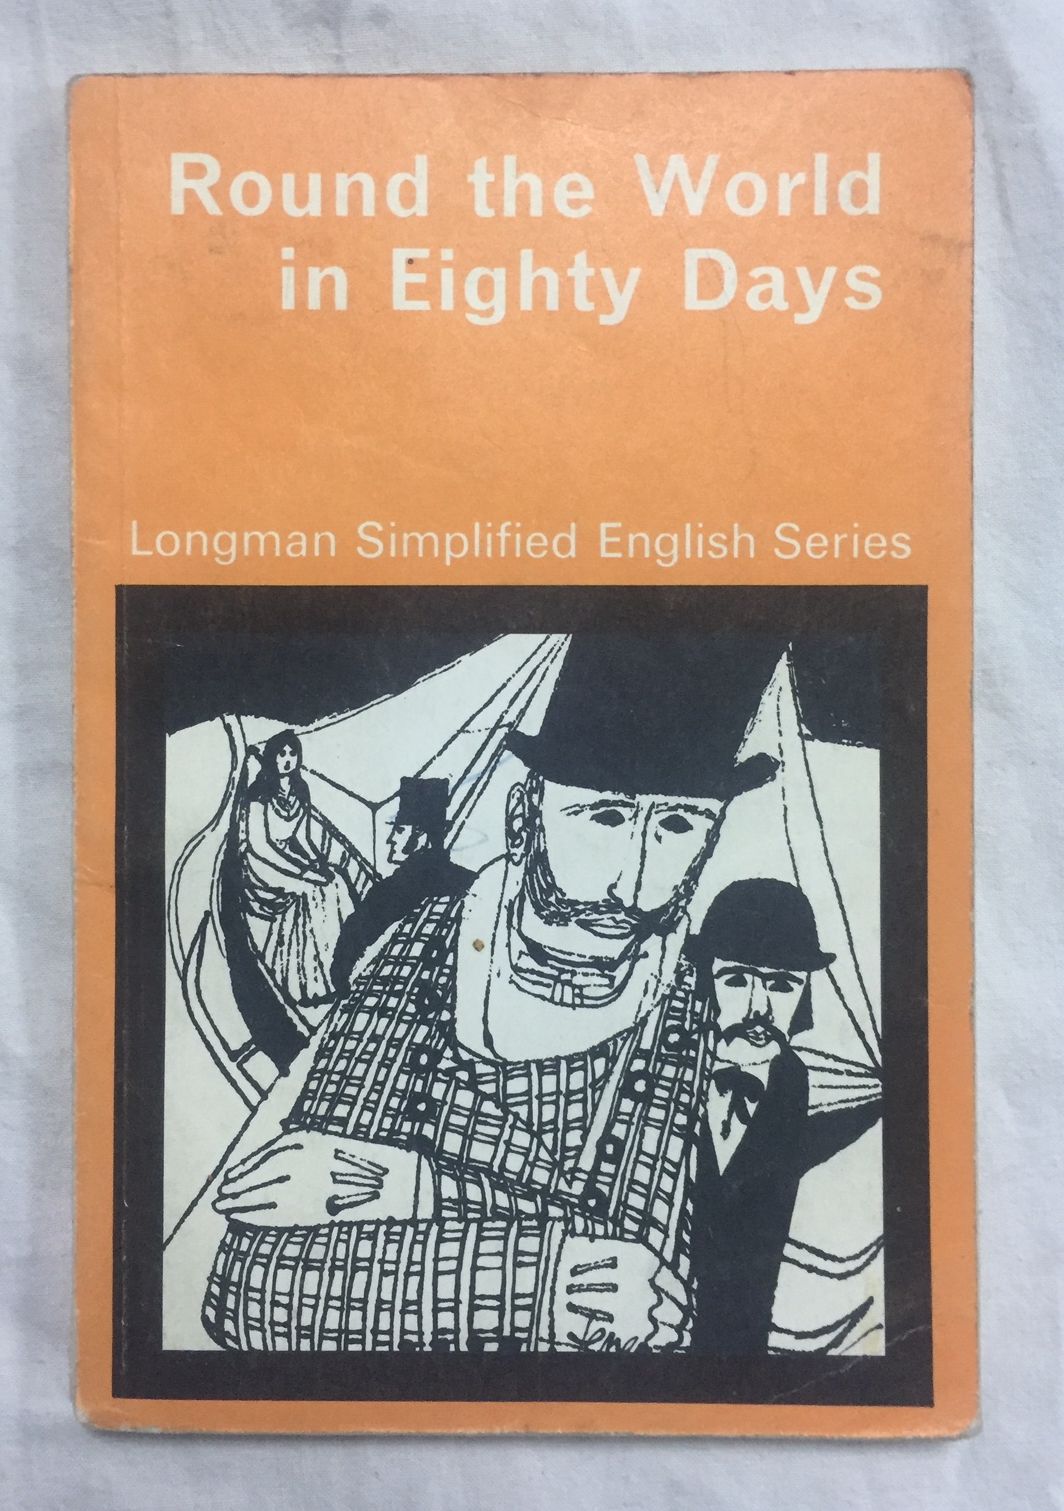 Round the World
in Eighty Days
Longman Simplified English Series